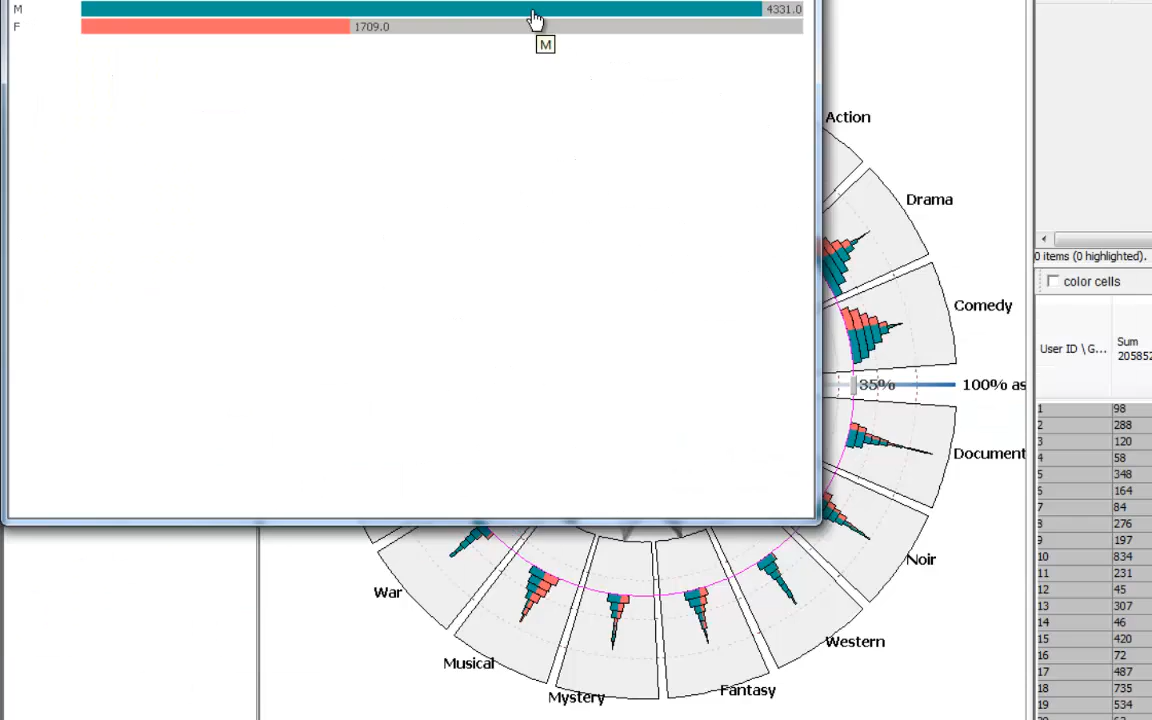 M 4331.0
F 1709.0
M
Action
Drama
Comedy
35% 100% as
Document
Noir
Western
Fantasy
Mystery
Musical
War
0 items (0 highlighted).
color cells
User ID \ G... Sum
205852
1 98
2 288
3 120
4 58
5 348
6 164
7 84
8 276
9 197
10 834
11 231
12 45
13 307
14 46
15 420
16 72
17 487
18 735
19 534